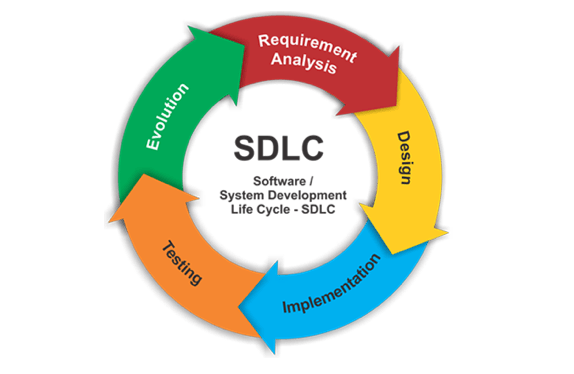 SDLC
Software /
System Development
Life Cycle - SDLC
Requirement
Analysis
Design
Implementation
Testing
Evolution